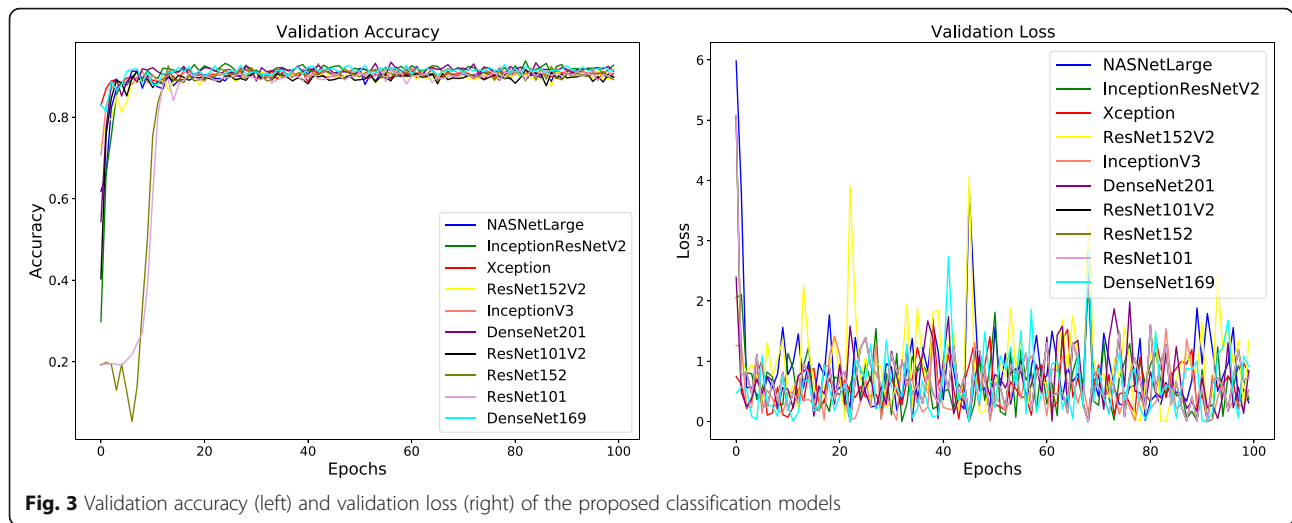 Validation Accuracy
Accuracy
0.8
0.6
0.4
0.2
0
20
40
60
80
100
Epochs
NASNetLarge
InceptionResNetV2
Xception
ResNet152V2
InceptionV3
DenseNet201
ResNet101V2
ResNet152
ResNet101
DenseNet169
Validation Loss
Loss
6
5
4
3
2
1
0
0
20
40
60
80
100
Epochs
NASNetLarge
InceptionResNetV2
Xception
ResNet152V2
InceptionV3
DenseNet201
ResNet101V2
ResNet152
ResNet101
DenseNet169
Fig. 3 Validation accuracy (left) and validation loss (right) of the proposed classification models